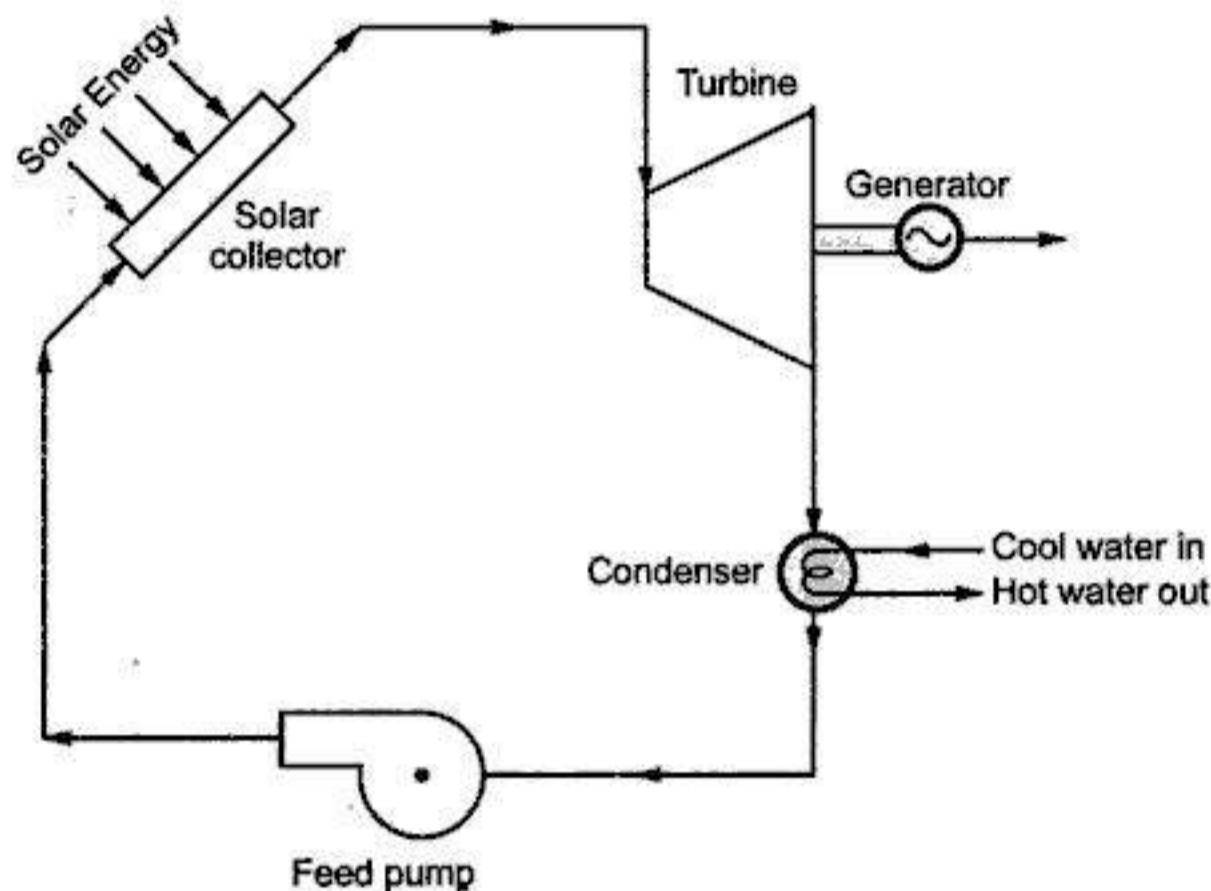 Solar Energy
Turbine
Generator
Solar
collector
Condenser
Cool water in
Hot water out
Feed pump